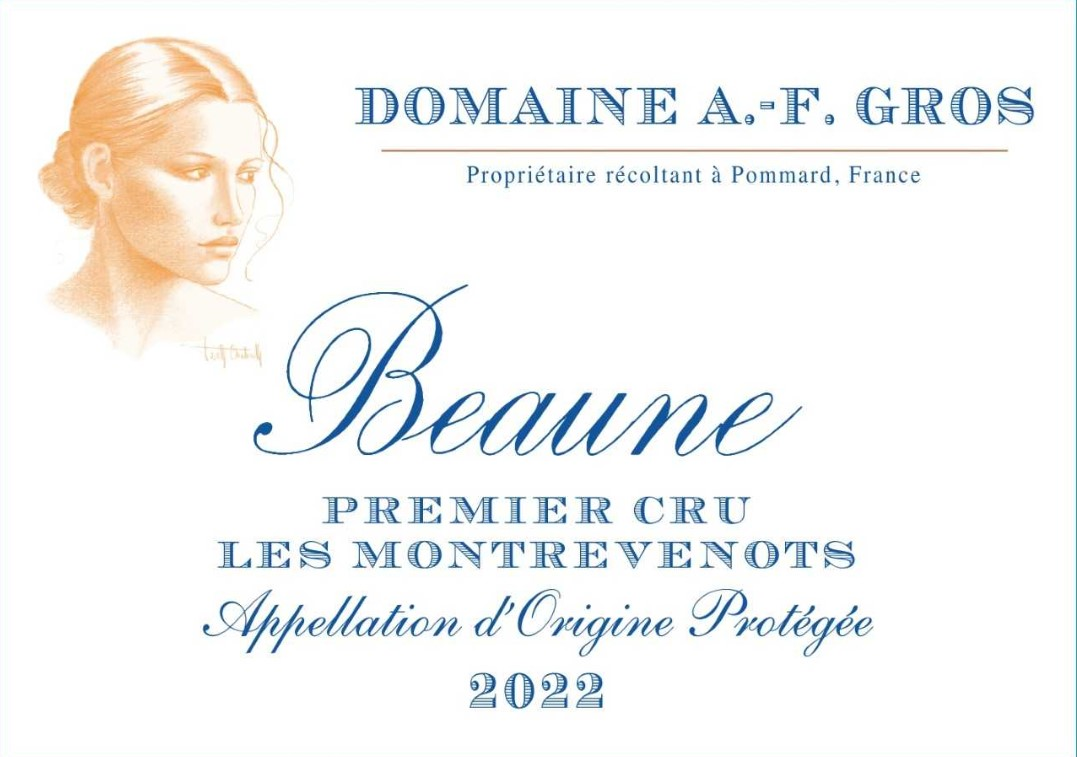 DOMAINE A.-F. GROS
Propriétaire récoltant à Pommard, France
Beaune
PREMIER CRU
LES MONTREVENOTS
Appellation d'Origine Protégée
2022